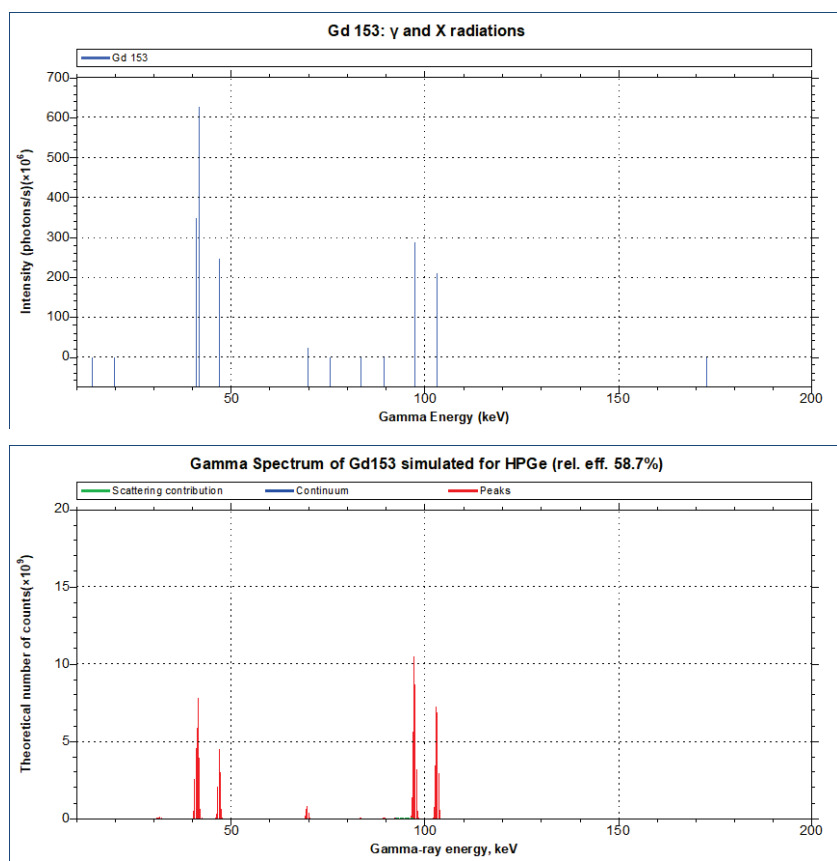 Gd 153: γ and X radiations
Gd 153
700
600
500
400
300
200
100
0
Intensity (photons/s)(×10⁶)
50
100
150
200
Gamma Energy (keV)
Gamma Spectrum of Gd153 simulated for HPGe (rel. eff. 58.7%)
Scattering contribution Continuum Peaks
20
15
10
5
0
Theoretical number of counts(×10⁹)
50
100
150
200
Gamma-ray energy, keV